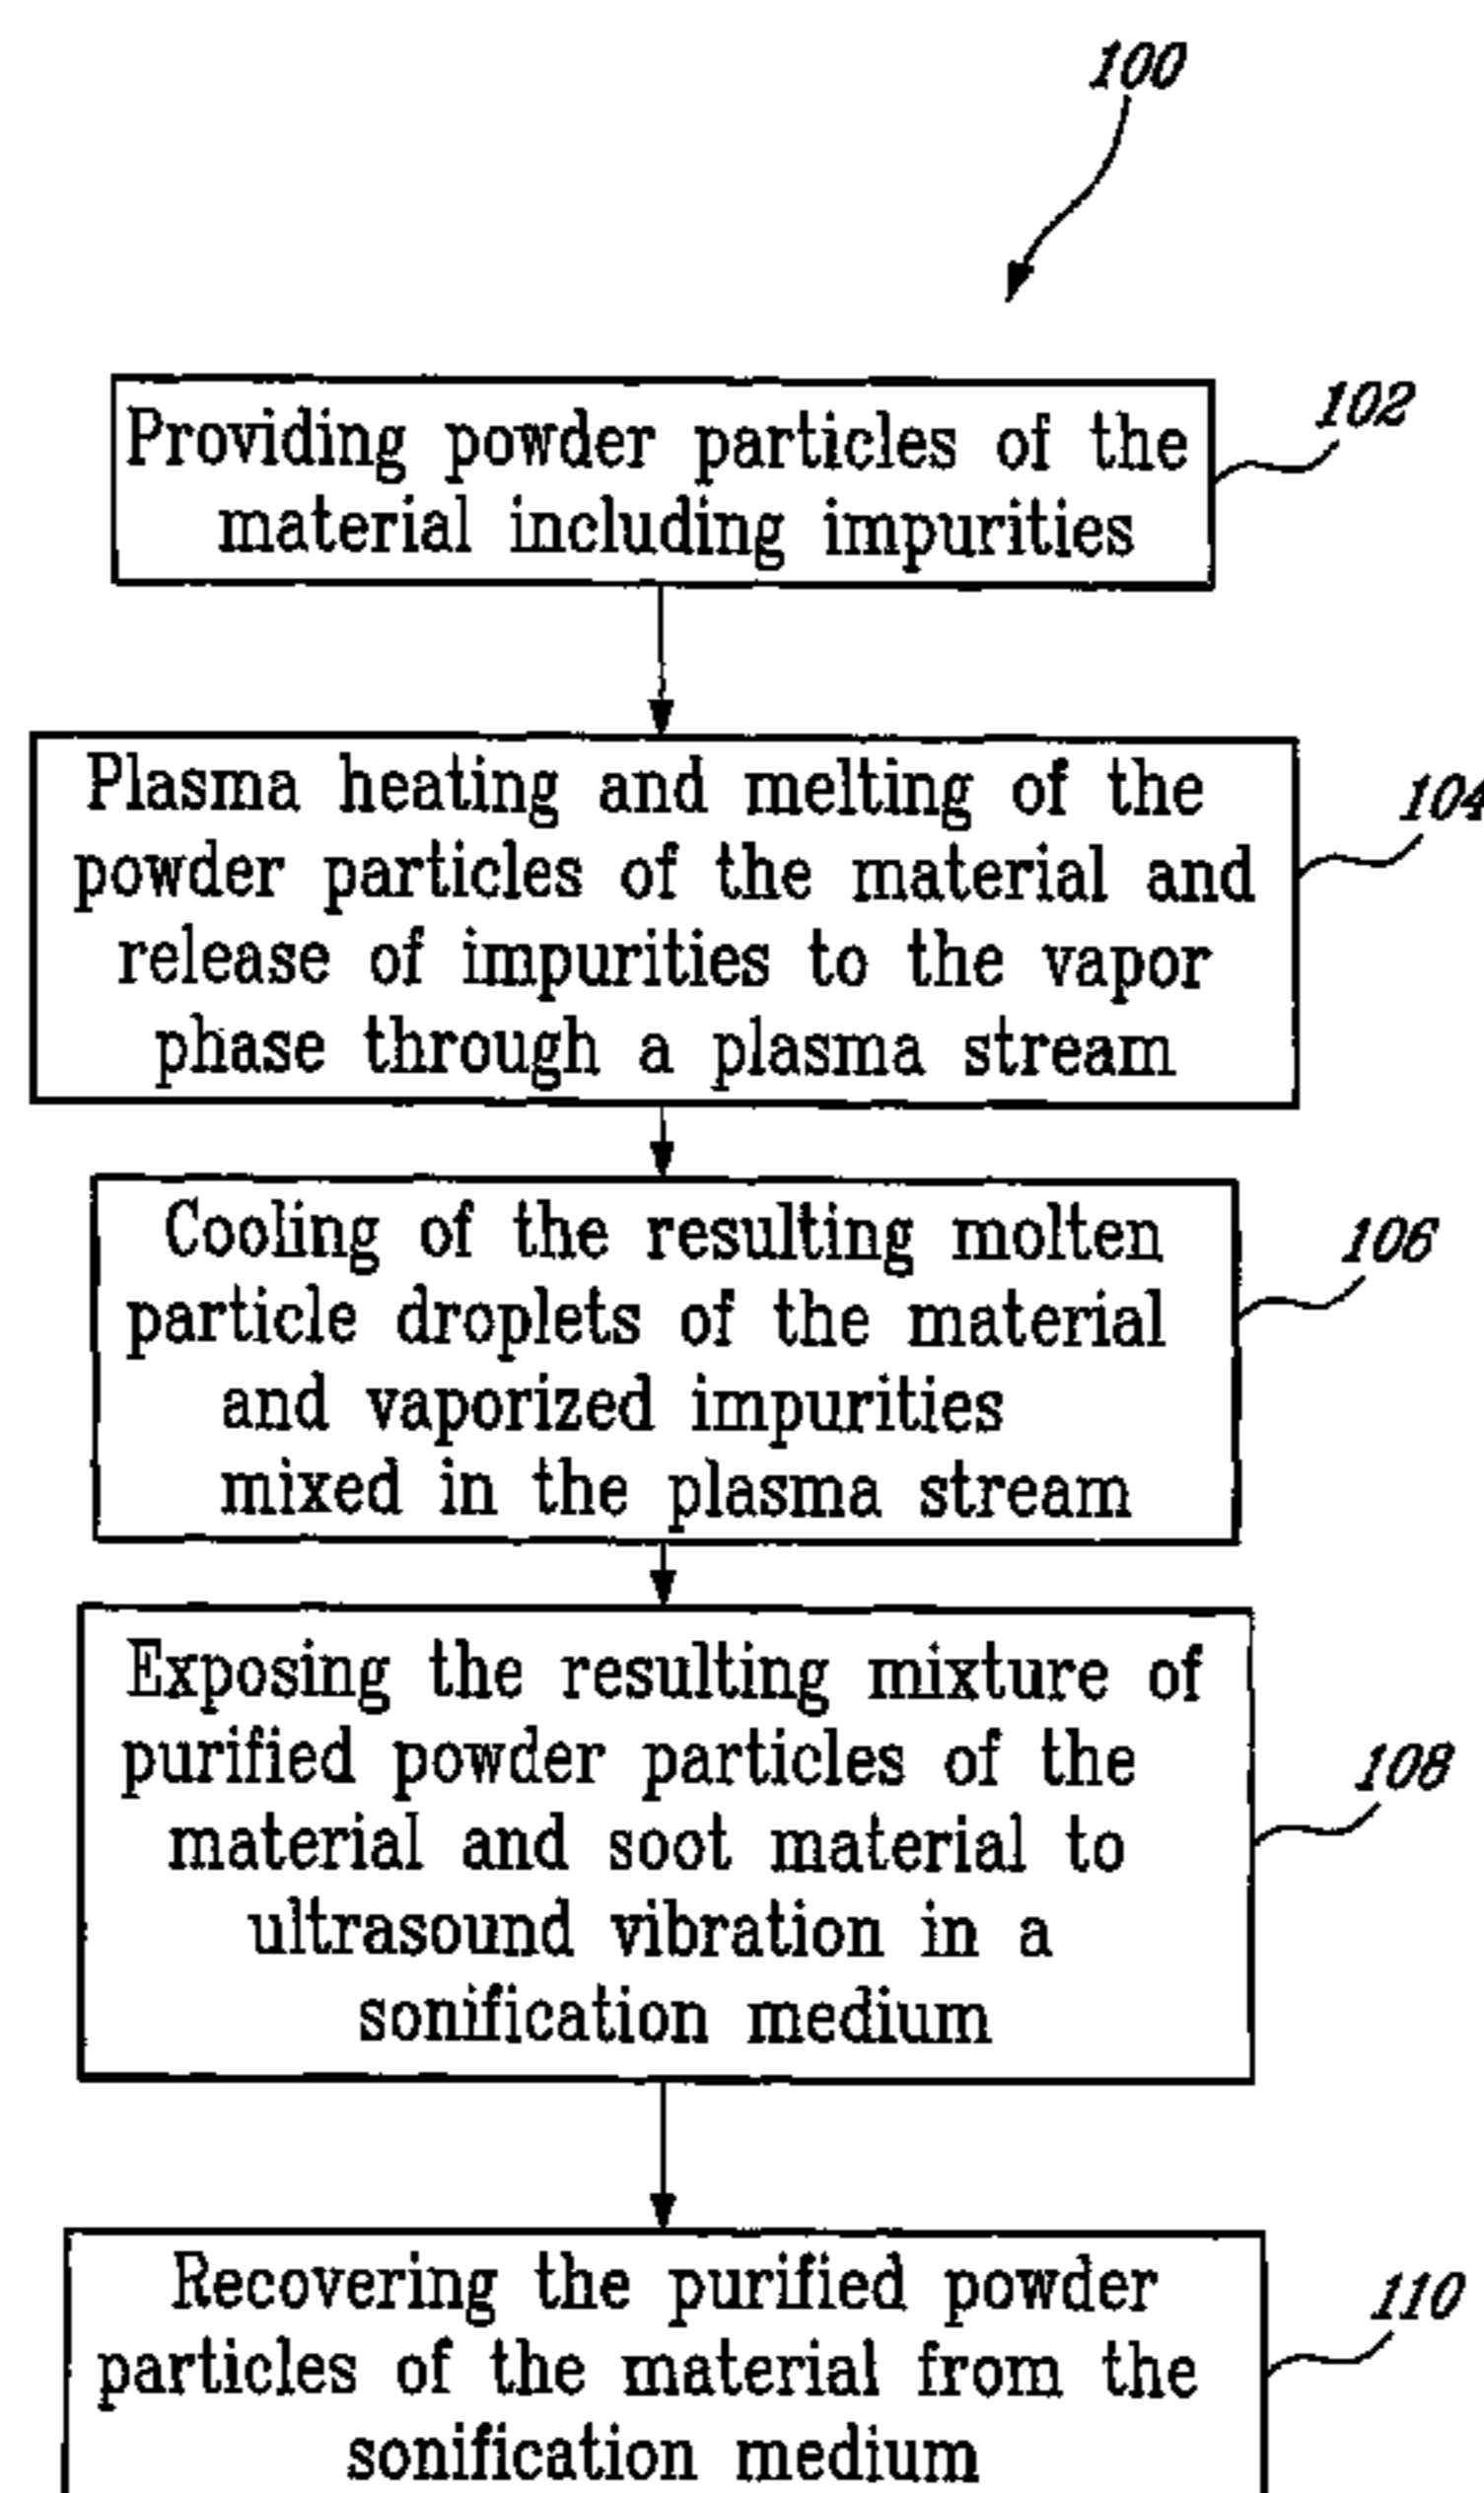 100
Providing powder particles of the
material including impurities
102
Plasma heating and melting of the
powder particles of the material and
release of impurities to the vapor
phase through a plasma stream
104
Cooling of the resulting molten
particle droplets of the material
and vaporized impurities
mixed in the plasma stream
106
Exposing the resulting mixture of
purified powder particles of the
material and soot material to
ultrasound vibration in a
sonification medium
108
Recovering the purified powder
particles of the material from the
sonification medium
110